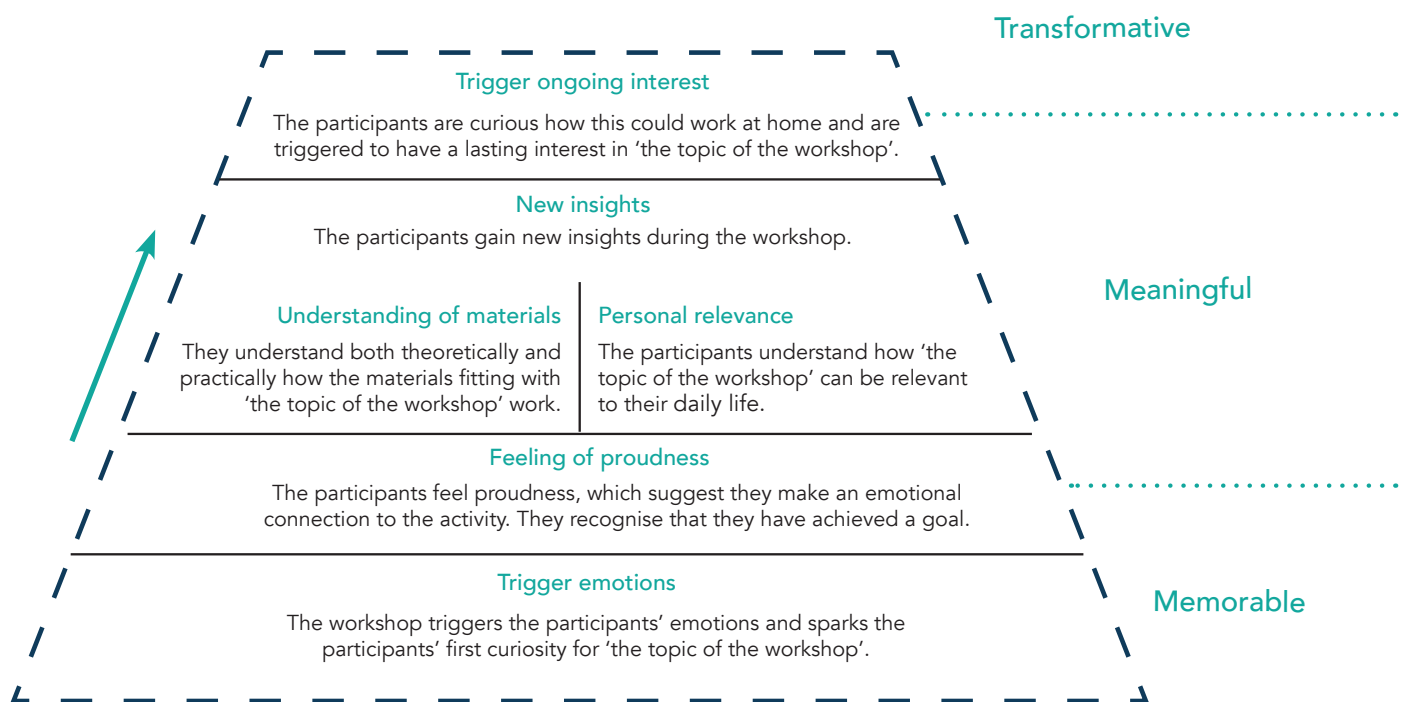 Transformative
Trigger ongoing interest
The participants are curious how this could work at home and are
triggered to have a lasting interest in ‘the topic of the workshop’.
New insights
The participants gain new insights during the workshop.
Meaningful
Understanding of materials
They understand both theoretically and
practically how the materials fitting with
‘the topic of the workshop’ work.
Personal relevance
The participants understand how ‘the
topic of the workshop’ can be relevant
to their daily life.
Feeling of proudness
The participants feel proudness, which suggest they make an emotional
connection to the activity. They recognise that they have achieved a goal.
Trigger emotions
Memorable
The workshop triggers the participants’ emotions and sparks the
participants’ first curiosity for ‘the topic of the workshop’.